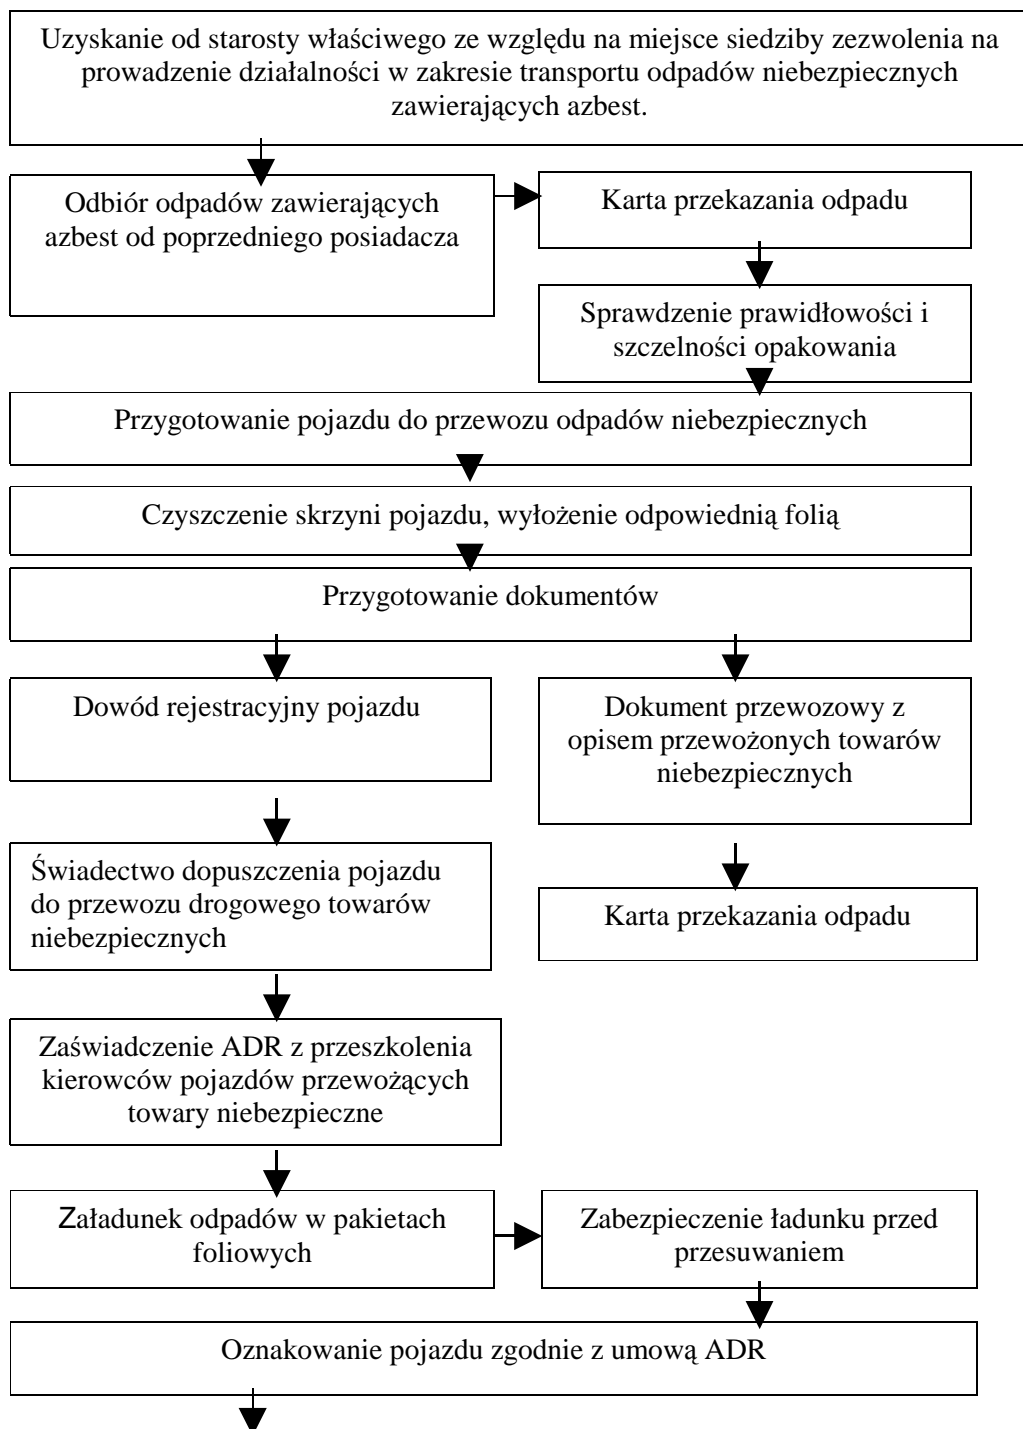 Uzyskanie od starosty właściwego ze względu na miejsce siedziby zezwolenia na
prowadzenie działalności w zakresie transportu odpadów niebezpiecznych
zawierających azbest.
Odbiór odpadów zawierających
azbest od poprzedniego posiadacza
Karta przekazania odpadu
Sprawdzenie prawidłowości i
szczelności opakowania
Przygotowanie pojazdu do przewozu odpadów niebezpiecznych
Czyszczenie skrzyni pojazdu, wyłożenie odpowiednią folią
Przygotowanie dokumentów
Dowód rejestracyjny pojazdu
Dokument przewozowy z
opisem przewożonych towarów
niebezpiecznych
Świadectwo dopuszczenia pojazdu
do przewozu drogowego towarów
niebezpiecznych
Karta przekazania odpadu
Zaświadczenie ADR z przeszkolenia
kierowców pojazdów przewożących
towary niebezpieczne
Załadunek odpadów w pakietach
foliowych
Zabezpieczenie ładunku przed
przesuwaniem
Oznakowanie pojazdu zgodnie z umową ADR